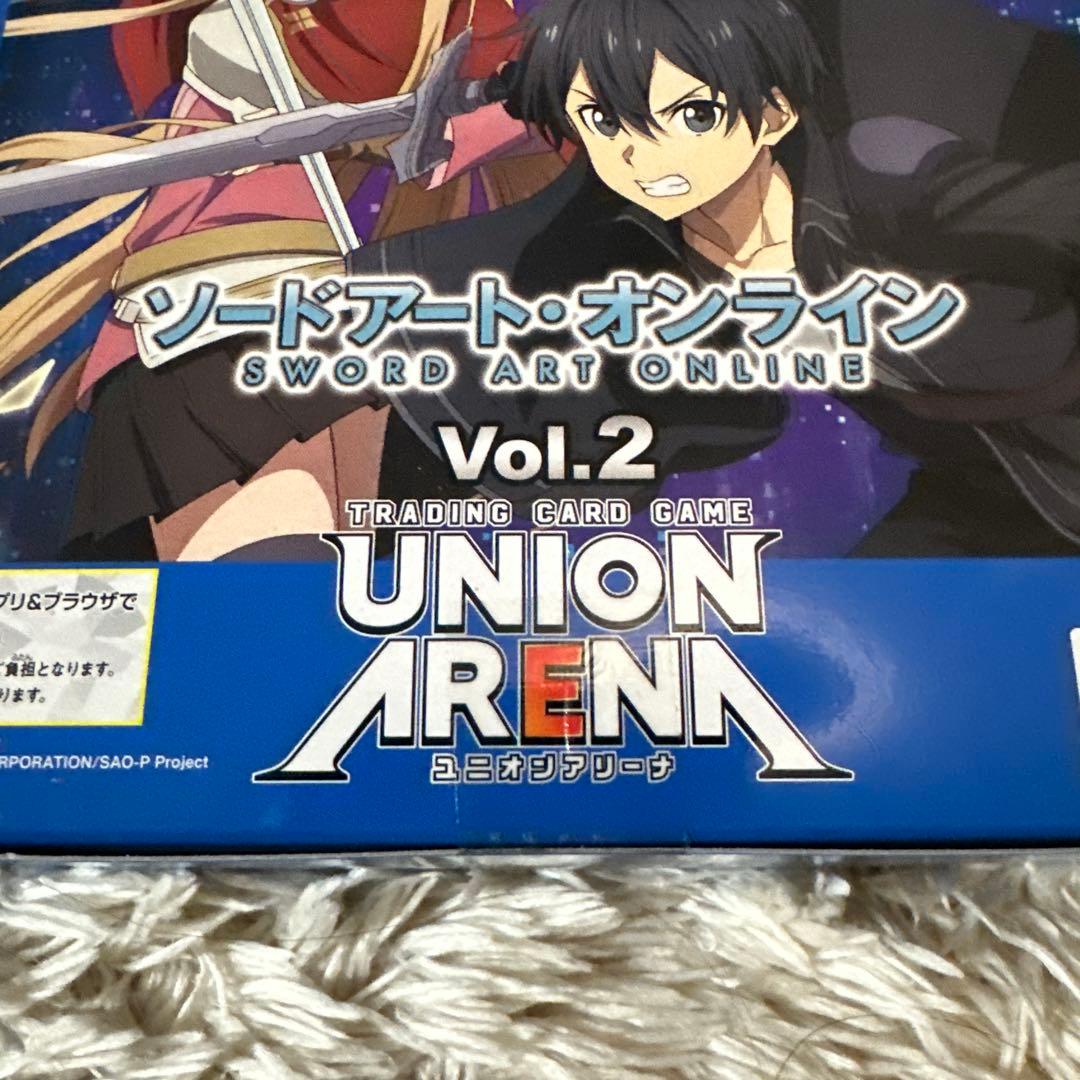 ソードアート・オンライン
SWORD ART ONLINE
Vol.2
TRADING CARD GAME
UNION
ARENA
ユニオンアリーナ
プリ&ブラウザで
負担となります。
ります。
RPORATION/SAO-P Project